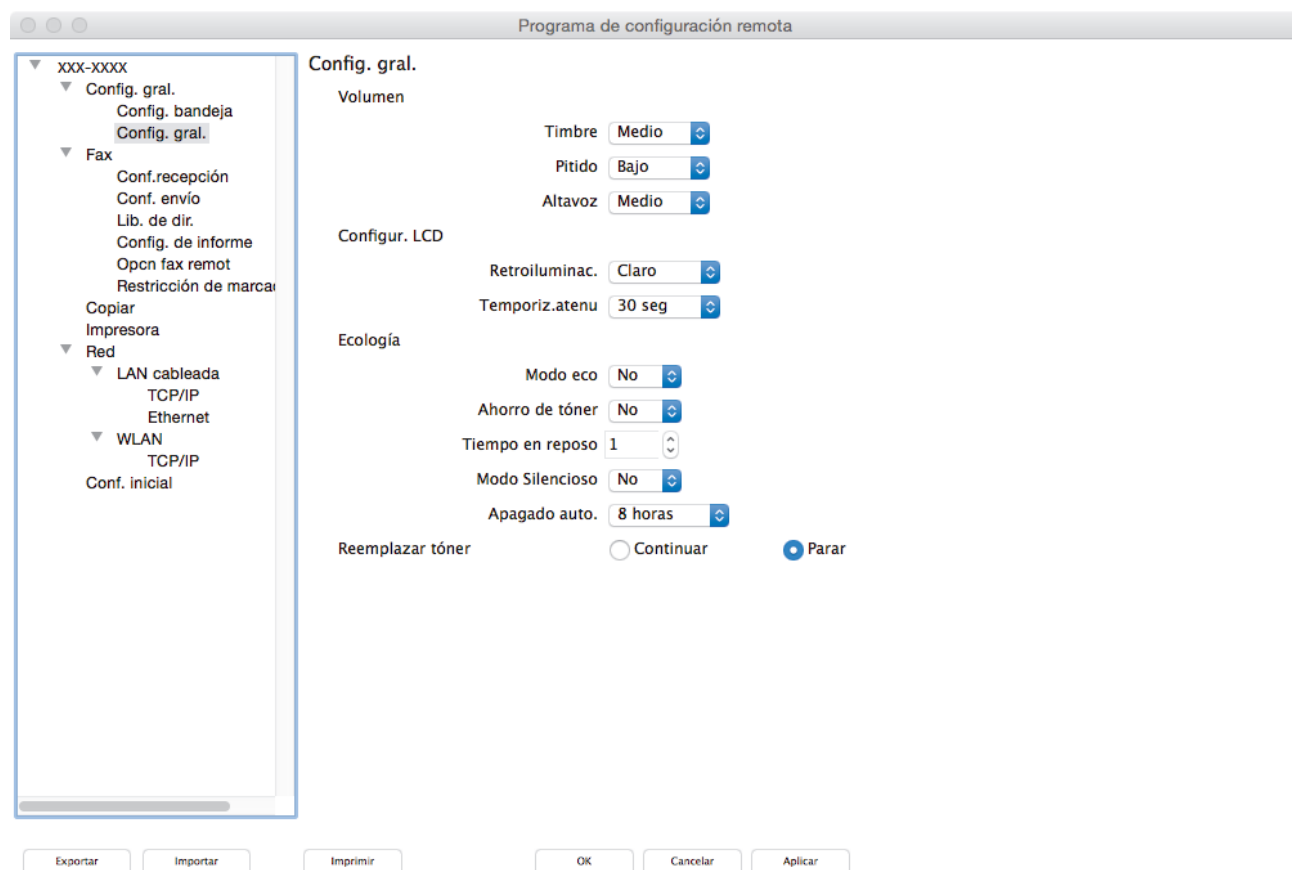 Programa de configuración remota
XXX-XXXX
Config. gral.
Config. bandeja
Config. gral.
Fax
Conf.recepción
Conf. envío
Lib. de dir.
Config. de informe
Opcn fax remot
Restricción de marca
Copiar
Impresora
Red
LAN cableada
TCP/IP
Ethernet
WLAN
TCP/IP
Conf. inicial
Config. gral.
Volumen
Timbre Medio
Pitido Bajo
Altavoz Medio
Configur. LCD
Retroiluminac. Claro
Temporiz.atenu 30 seg
Ecología
Modo eco No
Ahorro de tóner No
Tiempo en reposo 1
Modo Silencioso No
Apagado auto. 8 horas
Reemplazar tóner Continuar Parar
Exportar Importar Imprimir OK Cancelar Aplicar